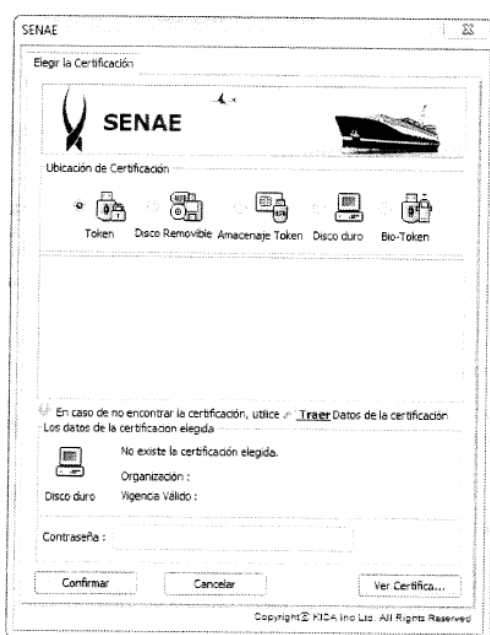 SENAE
Elegir la Certificación
SENAE
Ubicación de Certificación
Token Disco Removible Amacenaje Token Disco duro Bio-Token
En caso de no encontrar la certificación, utilice Traer Datos de la certificación
Los datos de la certificacion elegida
No existe la certificación elegida.
Organización :
Disco duro Vigencia Válido :
Contraseña :
Confirmar Cancelar Ver Certifica...
Copyright© KICA Inc Ltd. All Rights Reserved